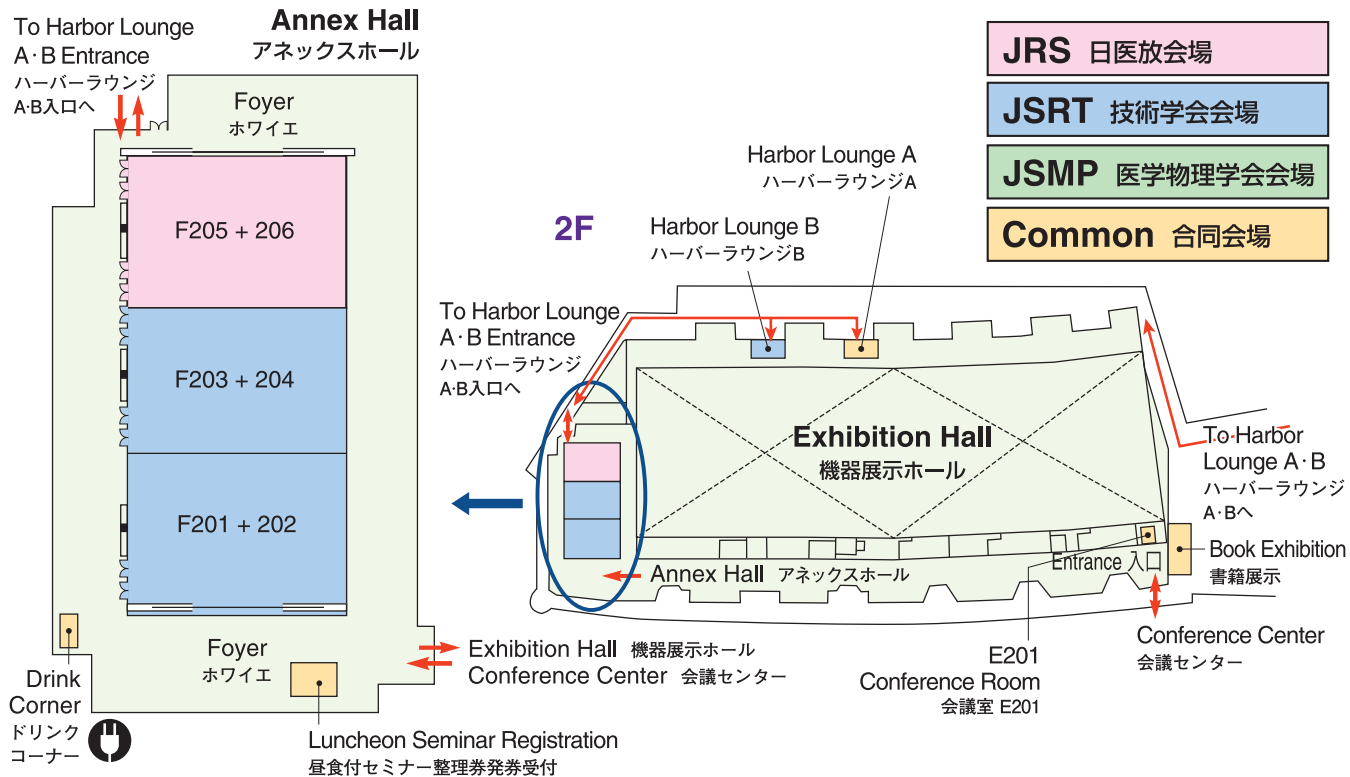 To Harbor Lounge
A·B Entrance
ハーバーラウンジ
A·B入口へ
Annex Hall
アネックスホール
Foyer
ホワイエ
F205 + 206
F203 + 204
F201 + 202
Foyer
ホワイエ
Drink
Corner
ドリンク
コーナー
Luncheon Seminar Registration
昼食付セミナー整理券発券受付
Exhibition Hall 機器展示ホール
Conference Center 会議センター
JRS 日医放会場
JSRT 技術学会会場
JSMP 医学物理学会会場
Common 合同会場
2F
Harbor Lounge A
ハーバーラウンジA
Harbor Lounge B
ハーバーラウンジB
To Harbor Lounge
A·B Entrance
ハーバーラウンジ
A·B入口へ
Exhibition Hall
機器展示ホール
To Harbor
Lounge A·B
ハーバーラウンジ
A·Bへ
Annex Hall アネックスホール
Entrance 入口
Book Exhibition
書籍展示
Conference Center
会議センター
E201
Conference Room
会議室 E201